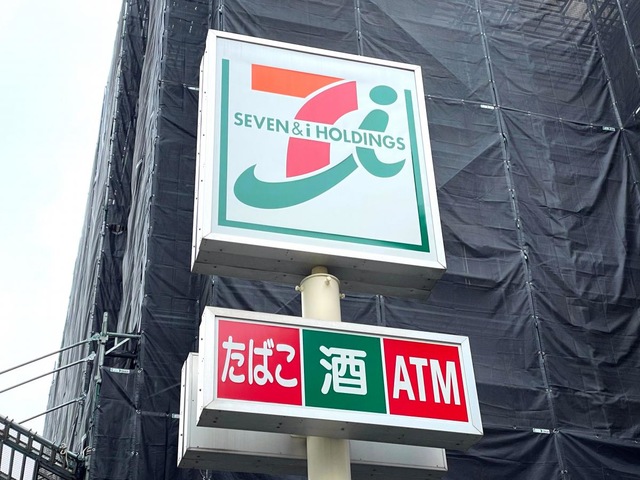 SEVEN & i HOLDINGS
たばこ 酒 ATM